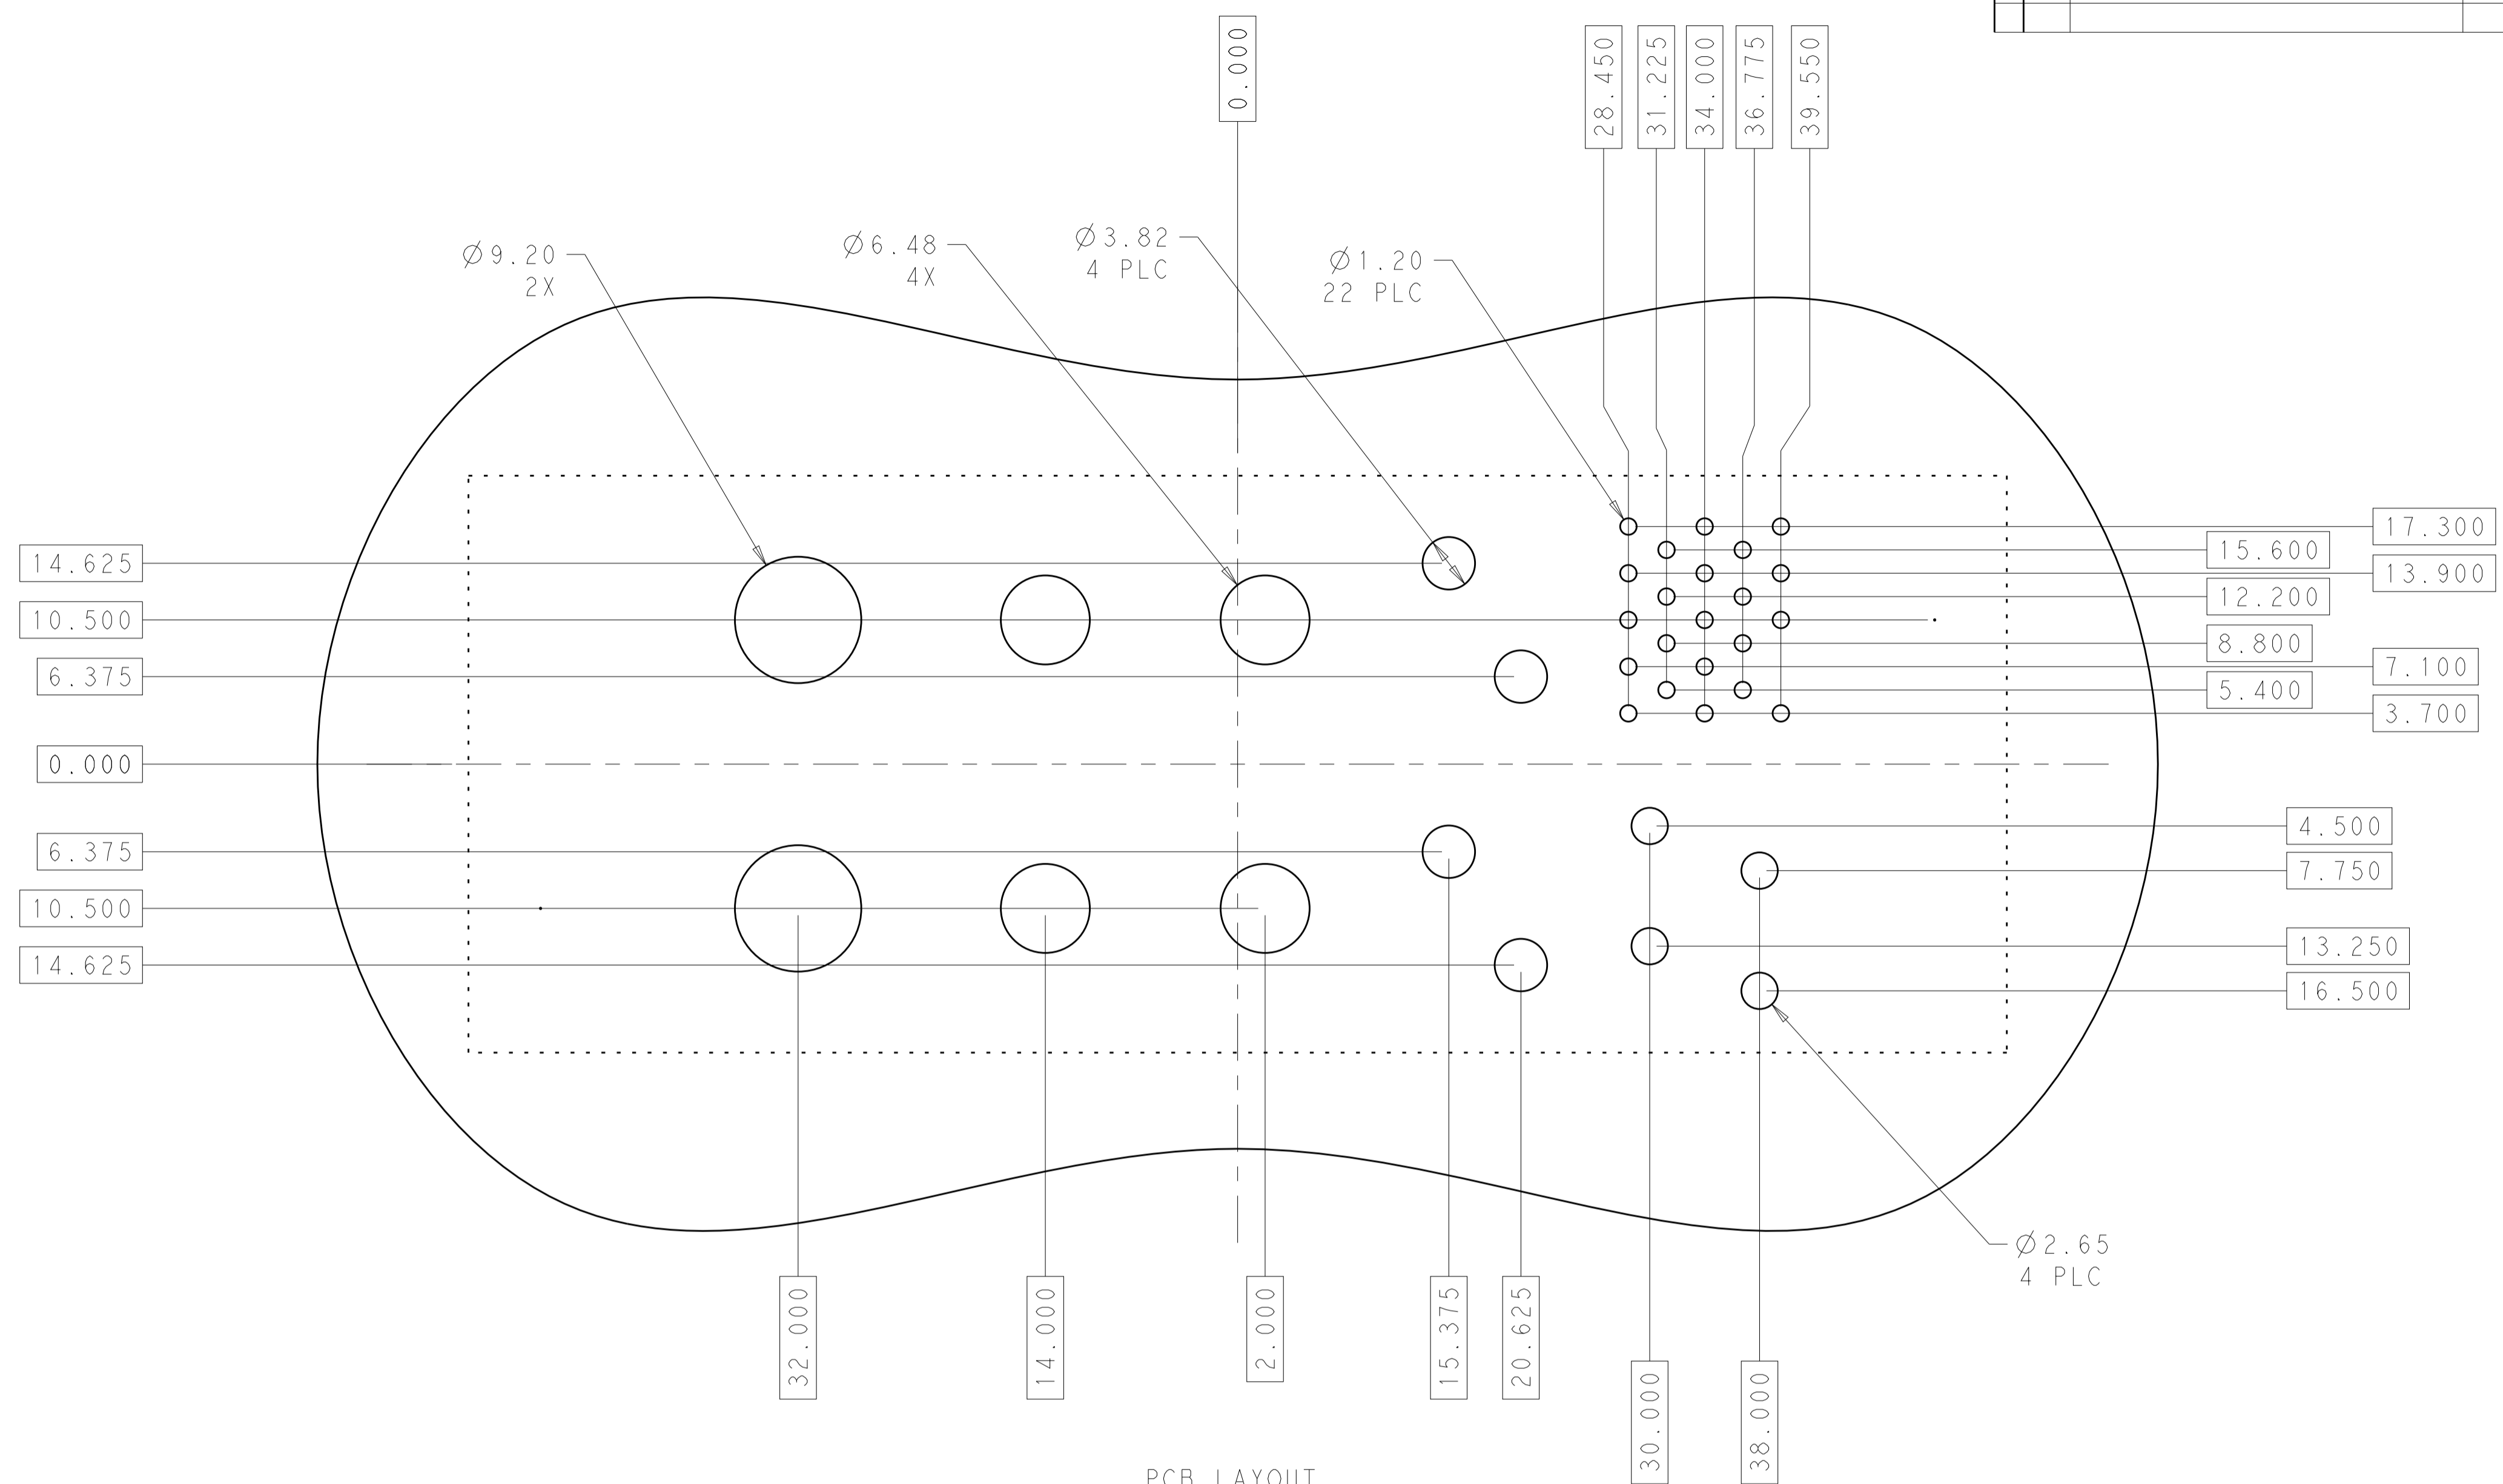 0.000
28.450
31.225
34.000
36.775
39.550
Ø9.20
2X
Ø6.48
4X
Ø3.82
4 PLC
Ø1.20
22 PLC
14.625
10.500
6.375
0.000
6.375
10.500
14.625
17.300
15.600
13.900
12.200
8.800
7.100
5.400
3.700
4.500
7.750
13.250
16.500
Ø2.65
4 PLC
32.000
14.000
2.000
15.375
20.625
30.000
38.000
PCB LAYOUT